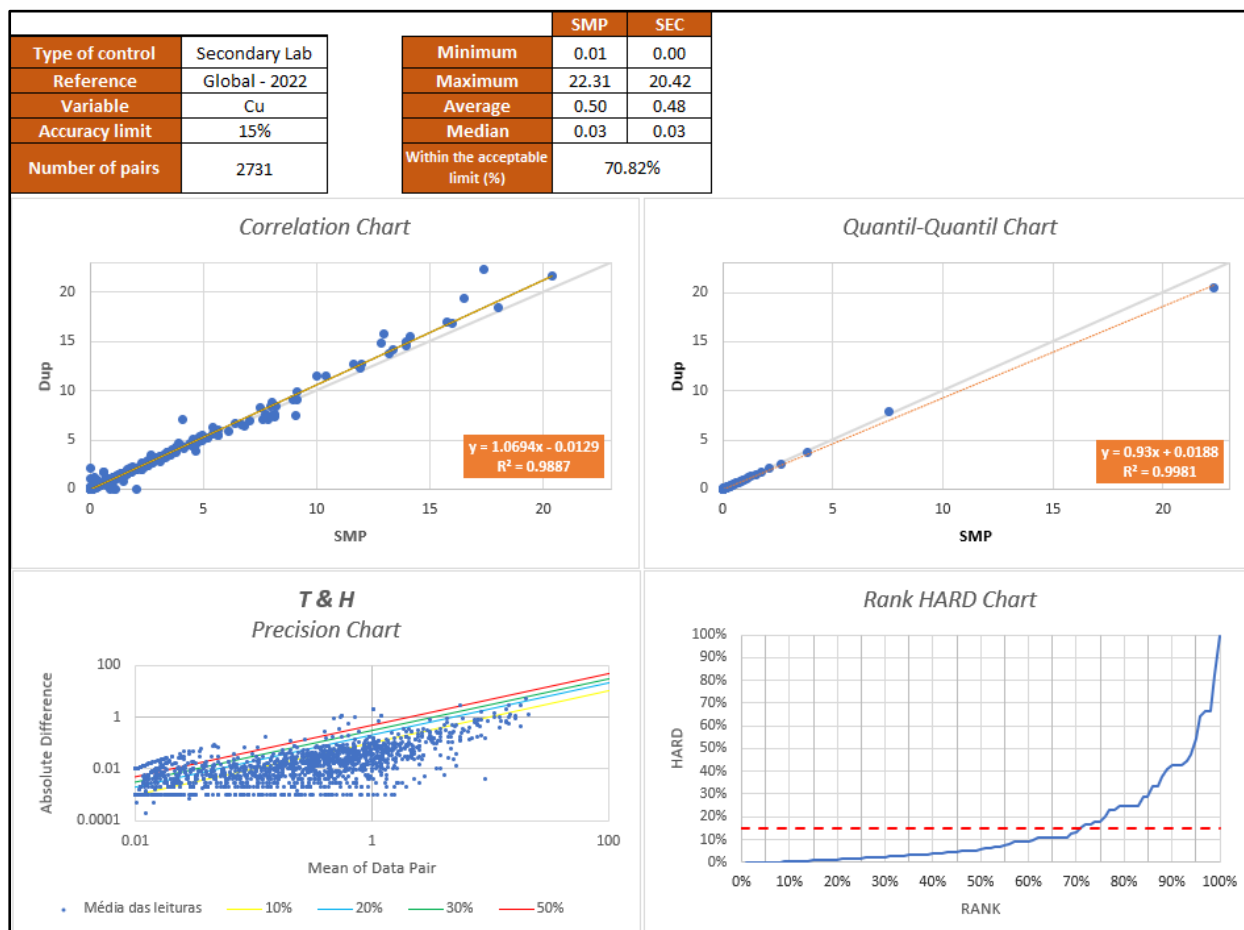 SMP SEC
Type of control Secondary Lab Minimum 0.01 0.00
Reference Global - 2022 Maximum 22.31 20.42
Variable Cu Average 0.50 0.48
Accuracy limit 15% Median 0.03 0.03
Number of pairs 2731 Within the acceptable
limit (%) 70.82%
Correlation Chart
20
15
10
5
0
Dup
y = 1.0694x - 0.0129
R² = 0.9887
0 5 10 15 20
SMP
Quantil-Quantil Chart
20
15
10
5
0
Dup
y = 0.93x + 0.0188
R² = 0.9981
0 5 10 15 20
SMP
T & H
Precision Chart
100
1
0.01
0.0001
Absolute Difference
0.01 1 100
Mean of Data Pair
Média das leituras 10% 20% 30% 50%
Rank HARD Chart
100%
90%
80%
70%
60%
50%
40%
30%
20%
10%
0%
HARD
0% 10% 20% 30% 40% 50% 60% 70% 80% 90% 100%
RANK